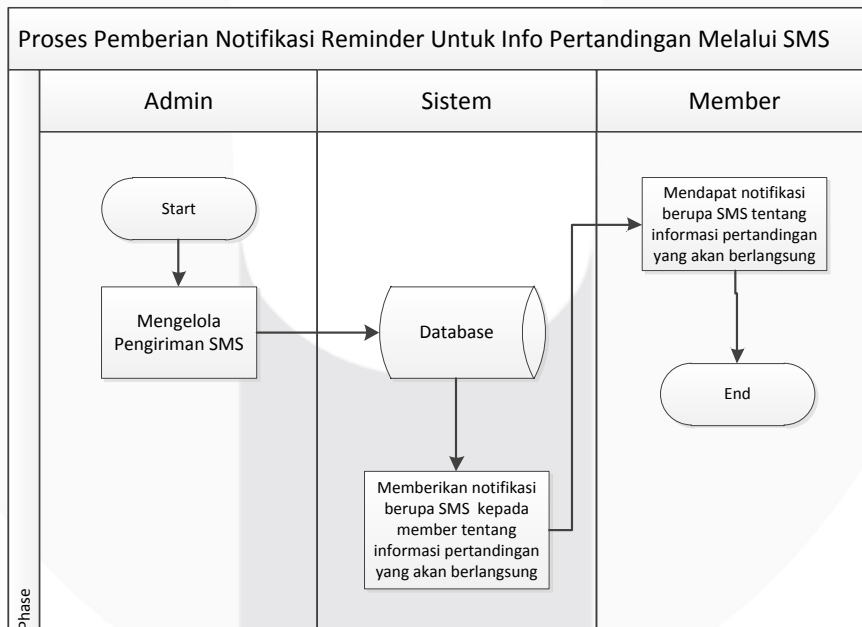 Proses Pemberian Notifikasi Reminder Untuk Info Pertandingan Melalui SMS
Admin
Sistem
Member
Start
Mengelola
Pengiriman SMS
Database
Memberikan notifikasi
berupa SMS kepada
member tentang
informasi pertandingan
yang akan berlangsung
Mendapat notifikasi
berupa SMS tentang
informasi pertandingan
yang akan berlangsung
End
Phase